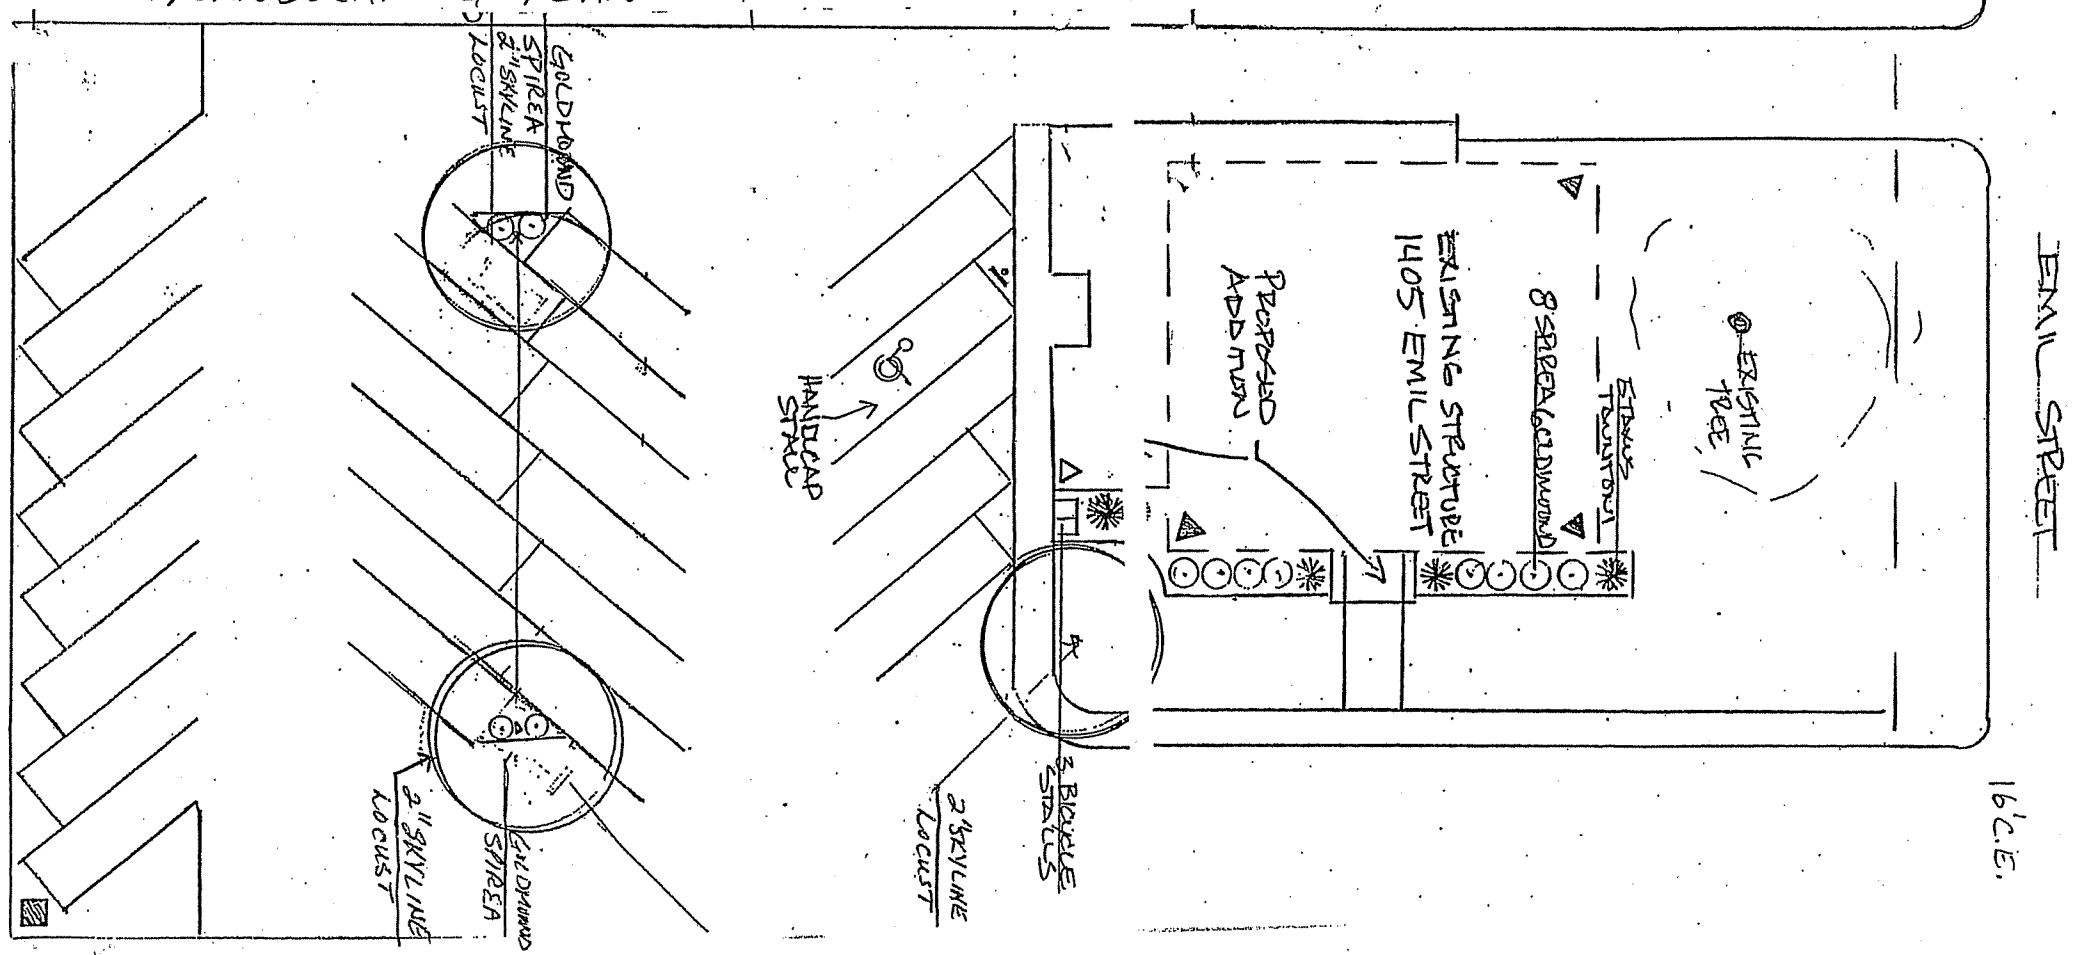 EMIL STREET
16' C.E.
EXISTING
TREE
8 SPIREA GOLDMOUND
EXISTING STRUCTURE
1405 EMIL STREET
PROPOSED
ADDITION
HANDICAP
STALL
GOLDMOUND
SPIREA
2" SKYLINE
LOCUST
3 BICYCLE
STALLS
2" SKYLINE
LOCUST
GOLDMOUND
SPIREA
2" SKYLINE
LOCUST